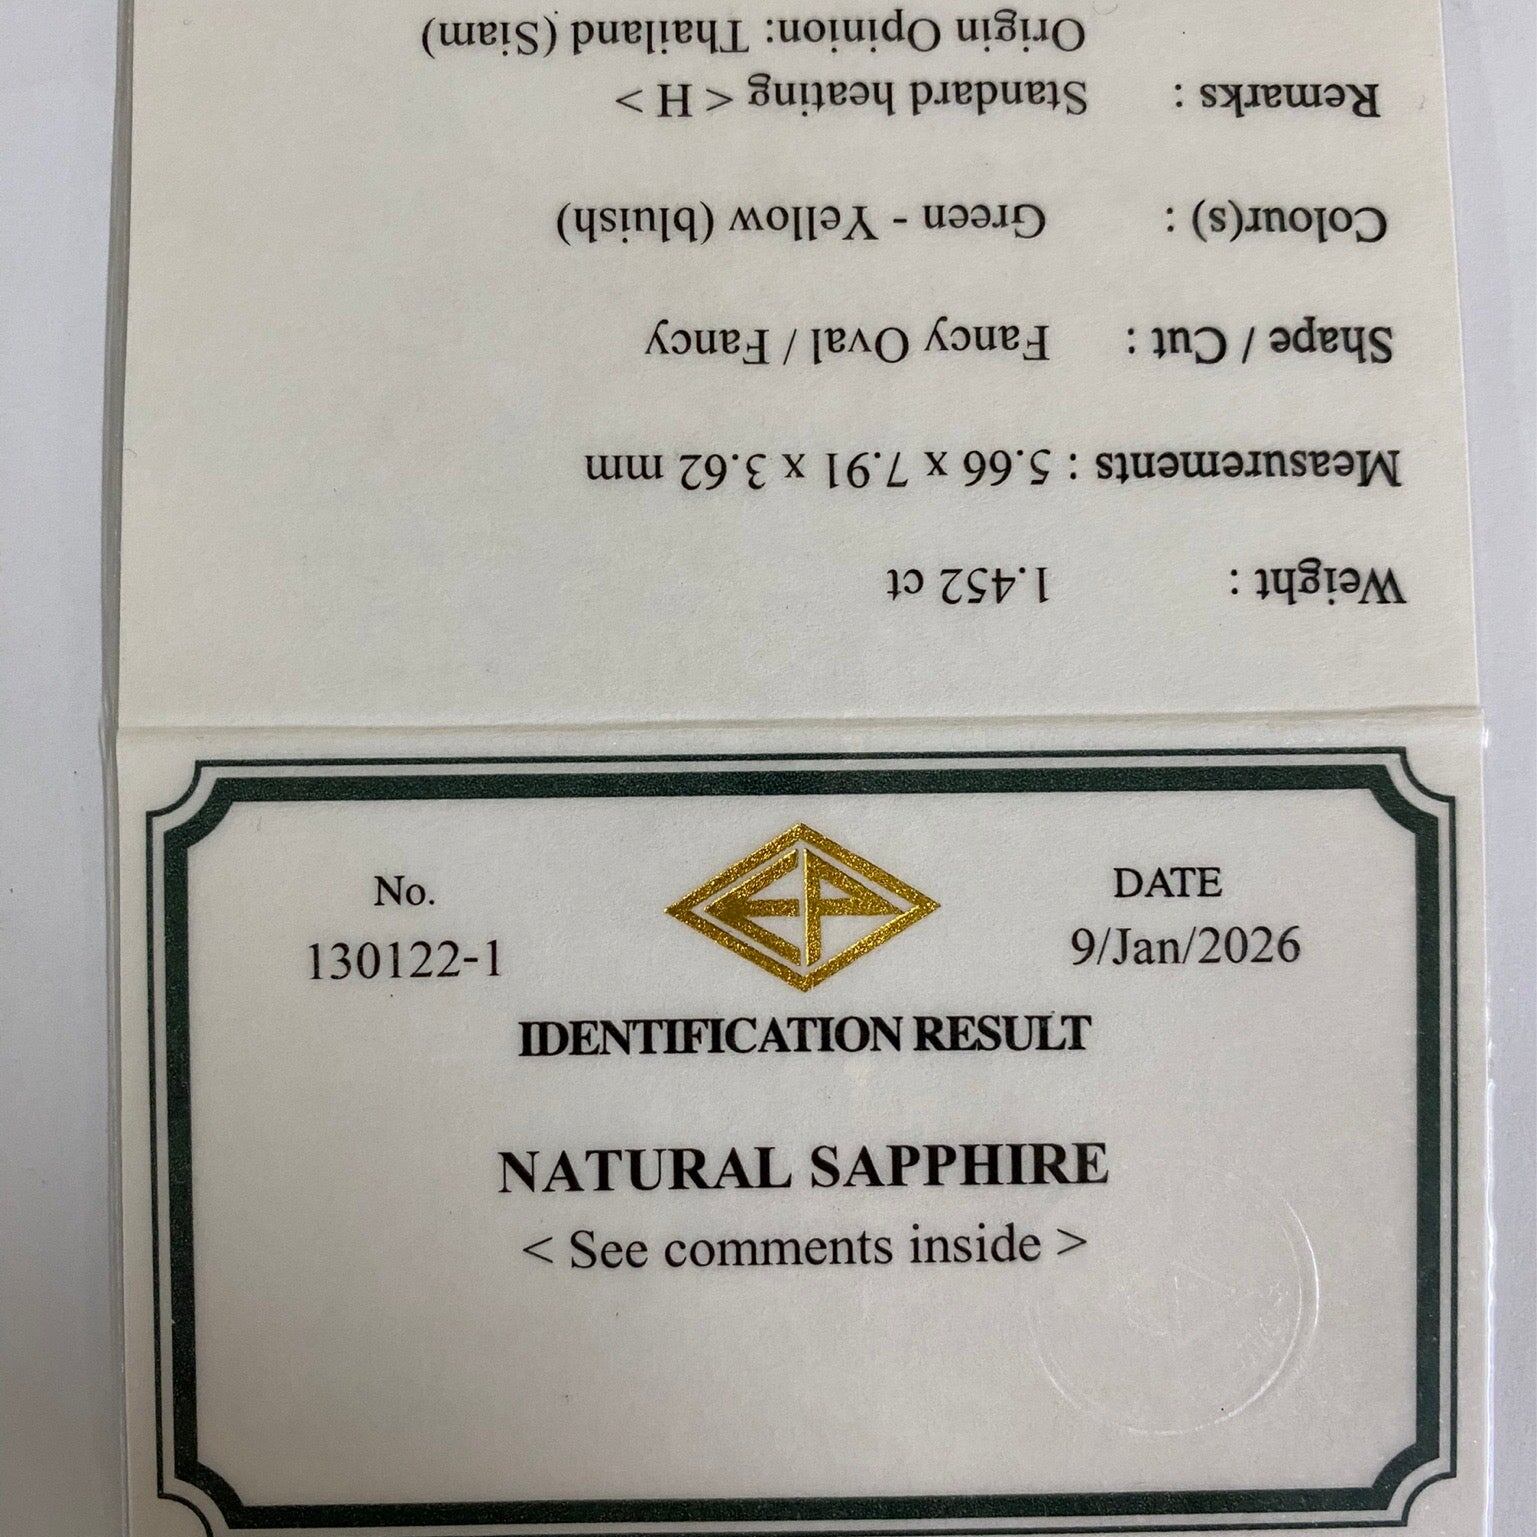 No.
130122-1
EP
DATE
9/Jan/2026
IDENTIFICATION RESULT
NATURAL SAPPHIRE
< See comments inside >
Weight : 1.452 ct
Measurements : 5.66 x 7.91 x 3.62 mm
Shape / Cut : Fancy Oval / Fancy
Colour(s) : Green - Yellow (bluish)
Remarks : Standard heating < H >
Origin Opinion: Thailand (Siam)